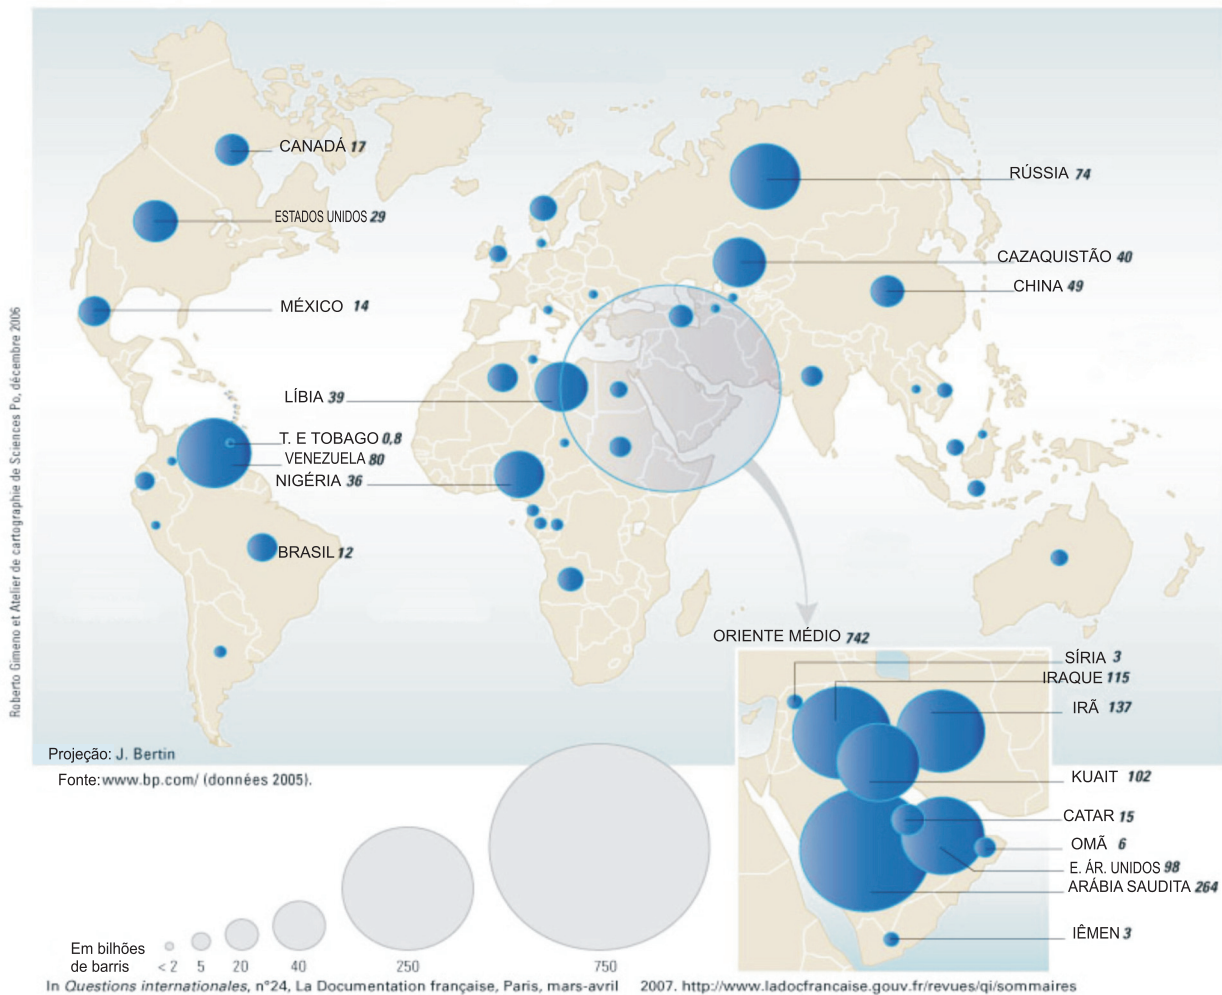 Roberto Gimeno et Atelier de cartographie de Sciences Po, décembre 2006
CANADÁ 17
ESTADOS UNIDOS 29
MÉXICO 14
RÚSSIA 74
CAZAQUISTÃO 40
CHINA 49
LÍBIA 39
T. E TOBAGO 0,8
VENEZUELA 80
NIGÉRIA 36
BRASIL 12
ORIENTE MÉDIO 742
SÍRIA 3
IRAQUE 115
IRÃ 137
KUAIT 102
CATAR 15
OMÃ 6
E. ÁR. UNIDOS 98
ARÁBIA SAUDITA 264
IÊMEN 3
Projeção: J. Bertin
Fonte: www.bp.com/ (données 2005).
Em bilhões
de barris
< 2 5 20 40 250 750
In Questions internationales, n°24, La Documentation française, Paris, mars-avril 2007. http://www.ladocfrancaise.gouv.fr/revues/qi/sommaires